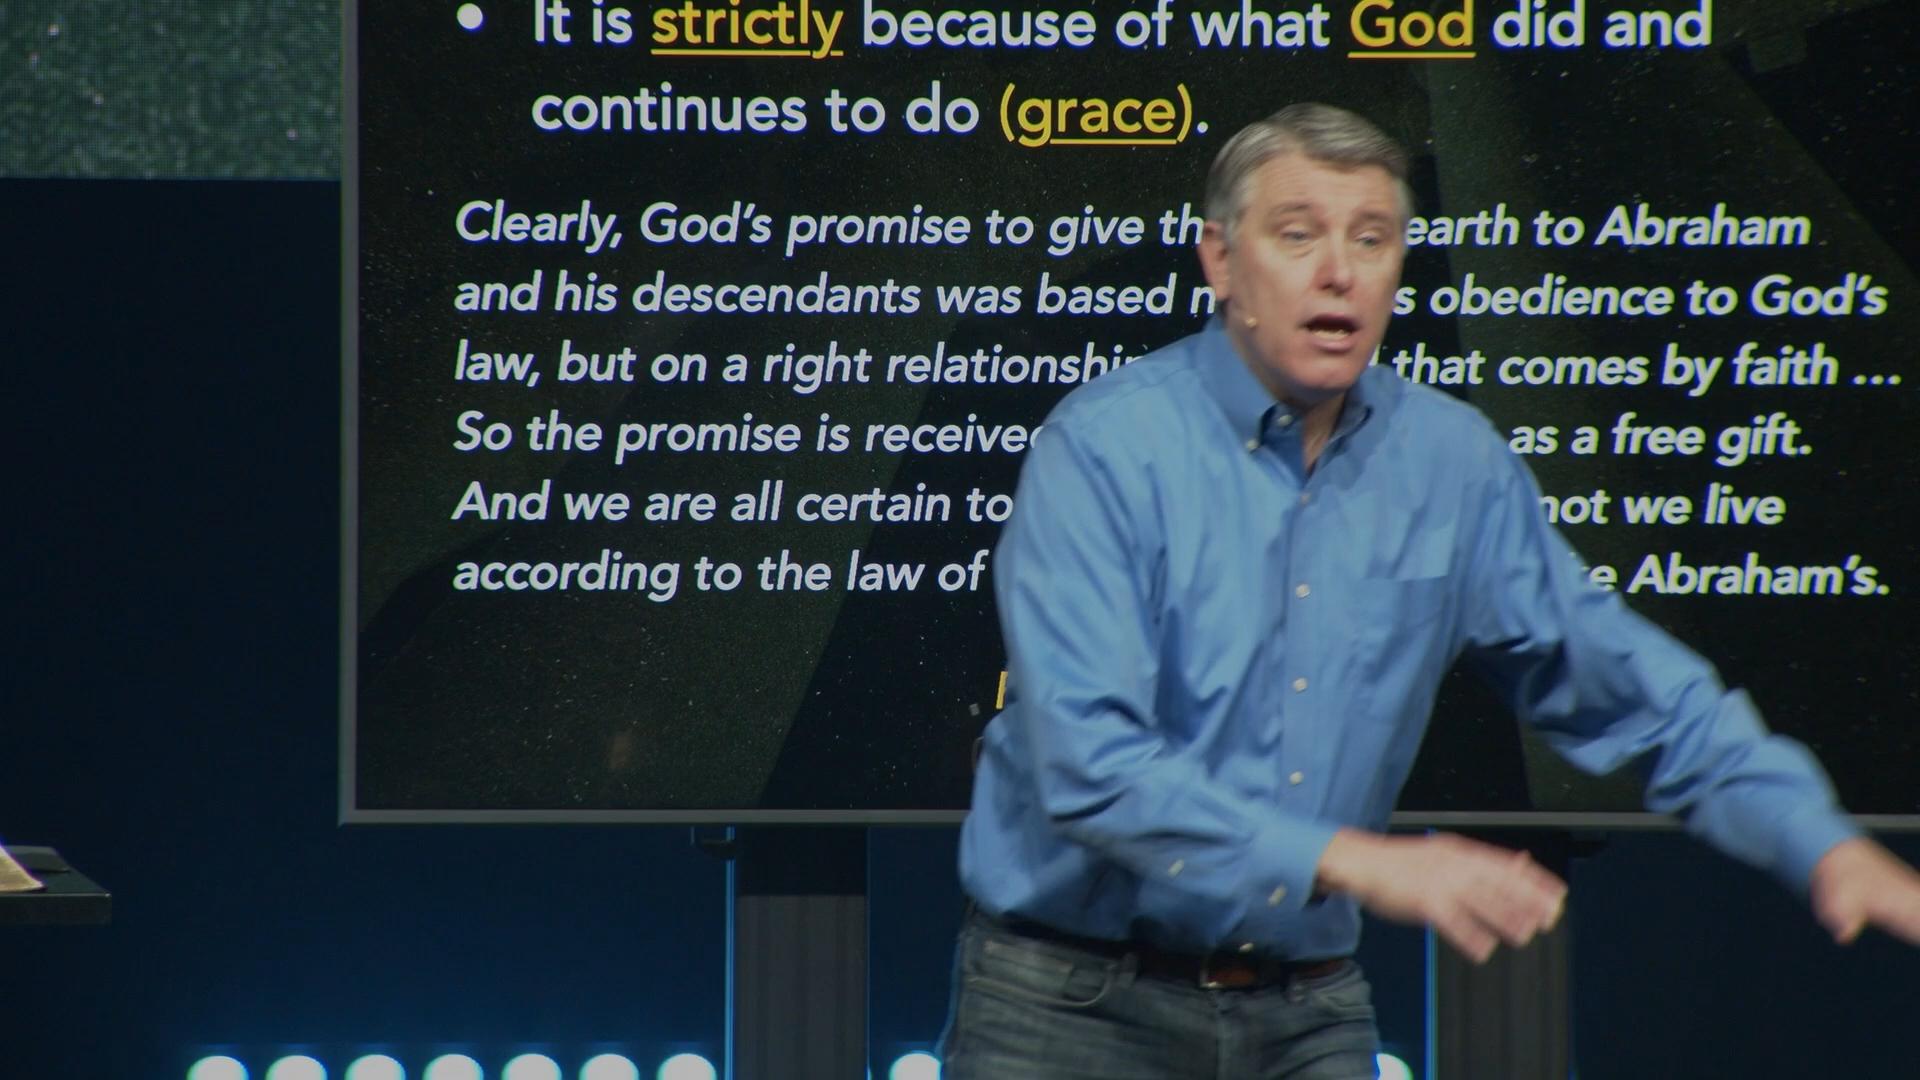 • It is strictly because of what God did and
continues to do (grace).
Clearly, God's promise to give earth to Abraham
and his descendants was based obedience to God's
law, but on a right relationship that comes by faith ...
So the promise is received as a free gift.
And we are all certain to not we live
according to the law of Abraham's.